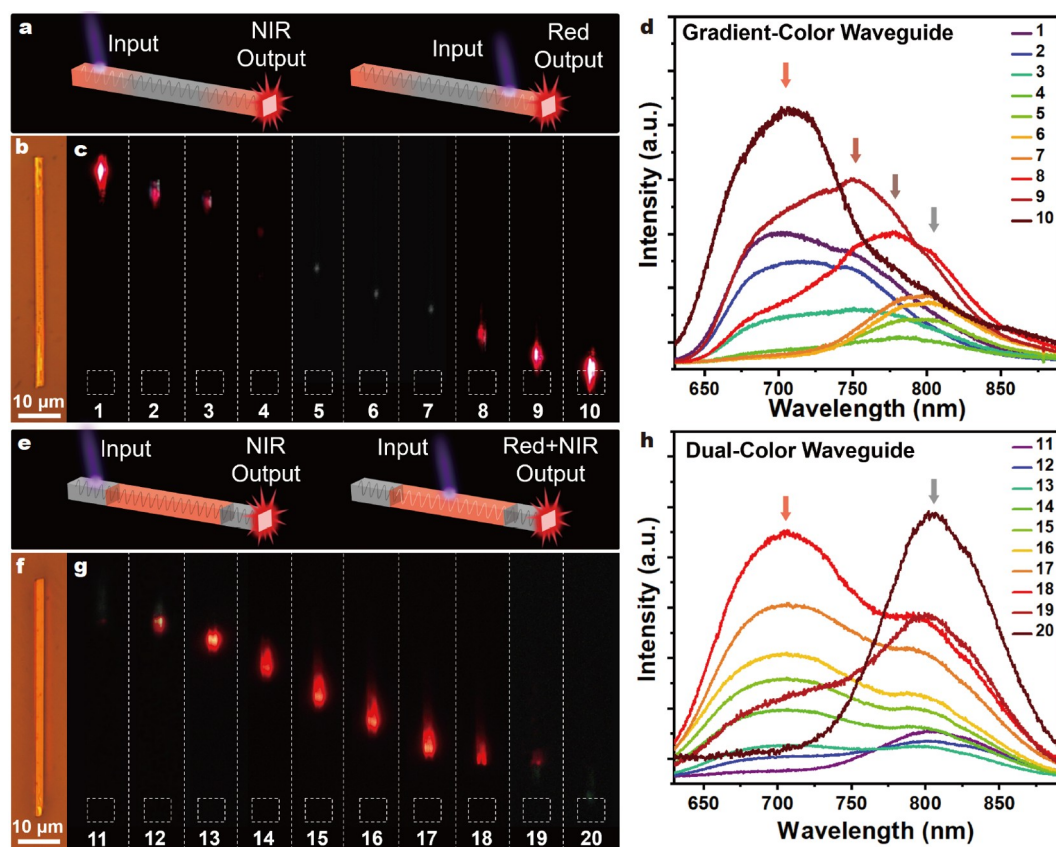 a
Input
NIR
Output
Input
Red
Output
b
10 μm
c
1 2 3 4 5 6 7 8 9 10
d
Gradient-Color Waveguide
1
2
3
4
5
6
7
8
9
10
Intensity (a.u.)
650 700 750 800 850
Wavelength (nm)
e
Input
NIR
Output
Input
Red+NIR
Output
f
10 μm
g
11 12 13 14 15 16 17 18 19 20
h
Dual-Color Waveguide
11
12
13
14
15
16
17
18
19
20
Intensity (a.u.)
650 700 750 800 850
Wavelength (nm)